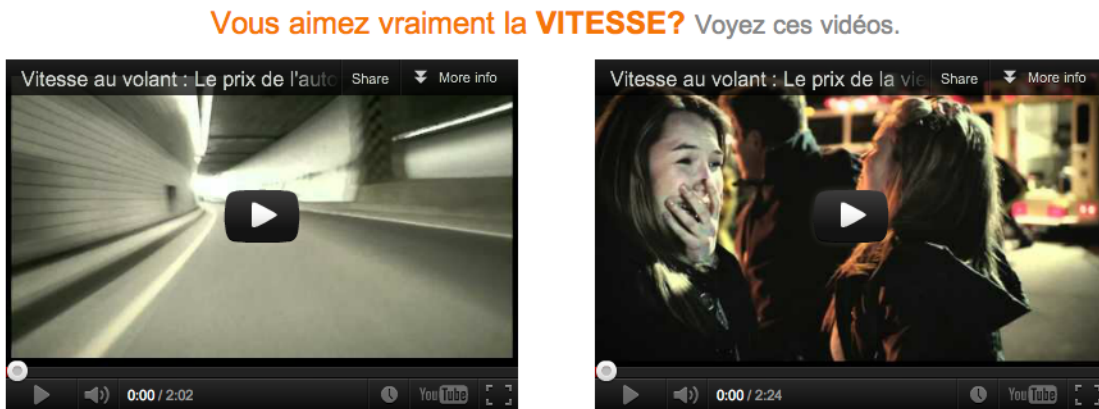 Vous aimez vraiment la VITESSE? Voyez ces vidéos.
Vitesse au volant : Le prix de l'auto Share More info
Vitesse au volant : Le prix de la vie Share More info
0:00 / 2:02 YouTube
0:00 / 2:24 YouTube